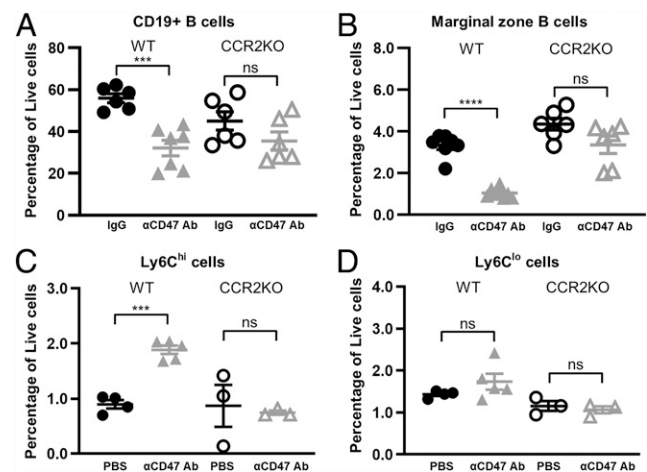 A
CD19+ B cells
WT
CCR2KO
***
ns
Percentage of Live cells
80
60
40
20
0
IgG
αCD47 Ab
IgG
αCD47 Ab
B
Marginal zone B cells
WT
CCR2KO
****
ns
Percentage of Live cells
8.0
6.0
4.0
2.0
0.0
IgG
αCD47 Ab
IgG
αCD47 Ab
C
Ly6Chi cells
WT
CCR2KO
***
ns
Percentage of Live cells
3.0
2.0
1.0
0.0
PBS
αCD47 Ab
PBS
αCD47 Ab
D
Ly6Clo cells
WT
CCR2KO
ns
ns
Percentage of Live cells
4.0
3.0
2.0
1.0
0.0
PBS
αCD47 Ab
PBS
αCD47 Ab